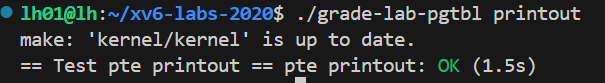 lh01@lh:~/xv6-labs-2020$ ./grade-lab-pgtbl printout
make: 'kernel/kernel' is up to date.
== Test pte printout == pte printout: OK (1.5s)